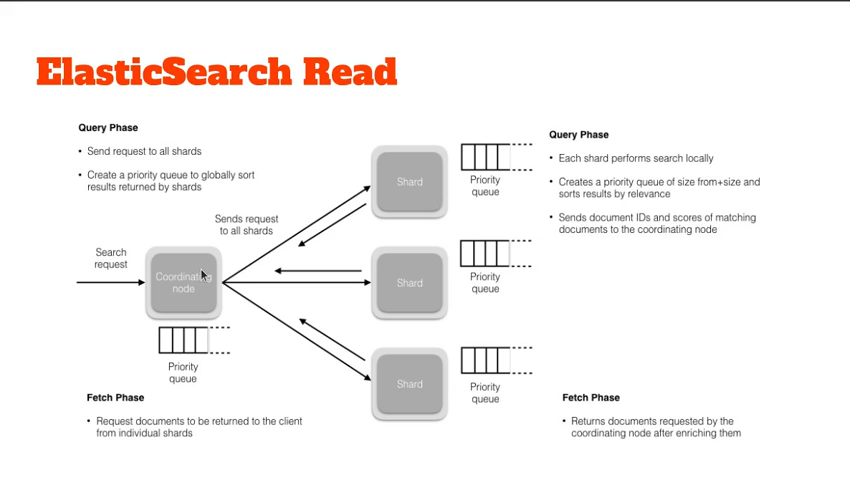 ElasticSearch Read
Query Phase
• Send request to all shards
• Create a priority queue to globally sort
results returned by shards
Sends request
to all shards
Search
request
Coordinating
node
Priority
queue
Fetch Phase
• Request documents to be returned to the client
from individual shards
Shard
Priority
queue
Shard
Priority
queue
Shard
Priority
queue
Query Phase
• Each shard performs search locally
• Creates a priority queue of size from+size and
sorts results by relevance
• Sends document IDs and scores of matching
documents to the coordinating node
Fetch Phase
• Returns documents requested by the
coordinating node after enriching them